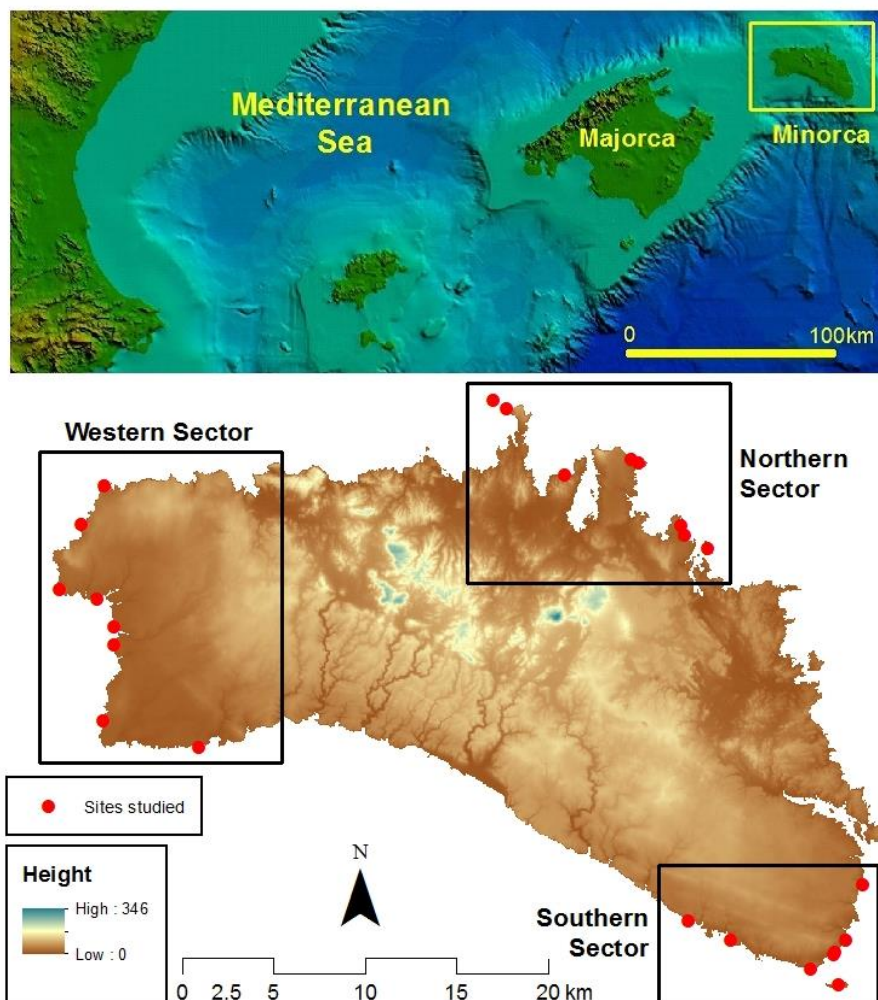 Mediterranean
Sea
Majorca
Minorca
0 100km
Western Sector
Northern
Sector
Sites studied
Height
High : 346
Low : 0
N
Southern
Sector
0 2.5 5 10 15 20 km